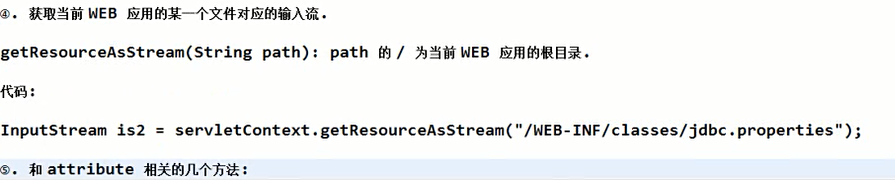 ④. 获取当前 WEB 应用的某一个文件对应的输入流.
getResourceAsStream(String path): path 的 / 为当前 WEB 应用的根目录.
代码:
InputStream is2 = servletContext.getResourceAsStream("/WEB-INF/classes/jdbc.properties");
⑤. 和 attribute 相关的几个方法: